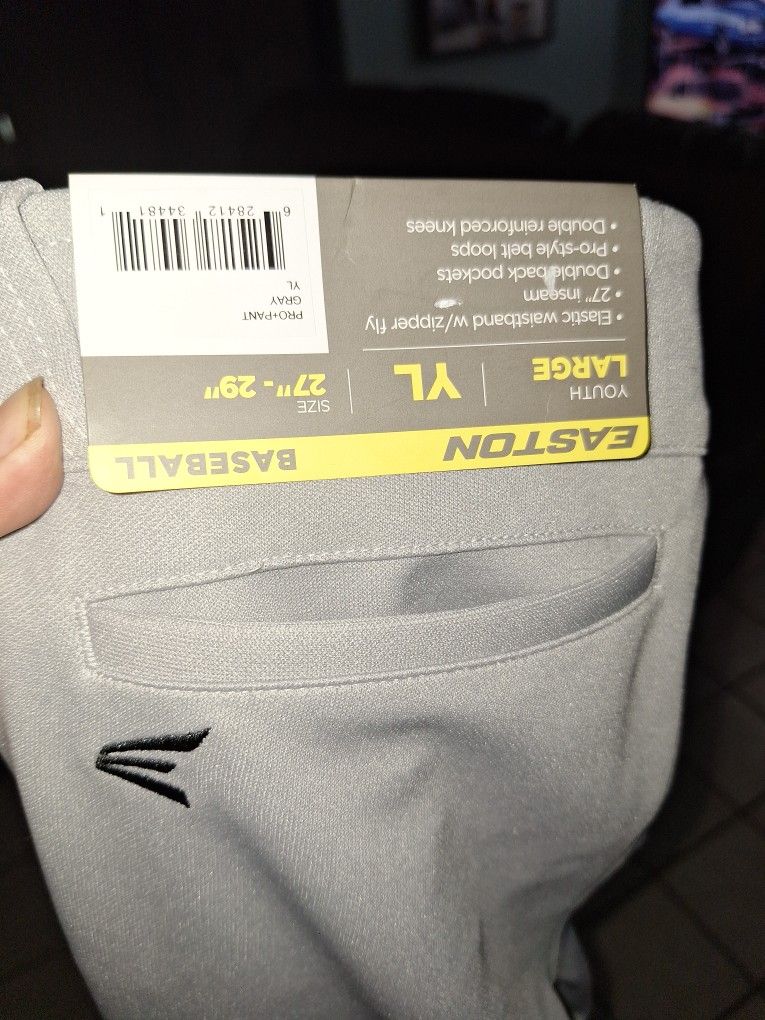 EASTON BASEBALL
YOUTH
LARGE
YL
SIZE
27" - 29"
• Elastic waistband w/zipper fly
• 27" inseam
• Double back pockets
• Pro-style belt loops
• Double reinforced knees
PRO+PANT
GRAY
YL
6 28412 34481 1